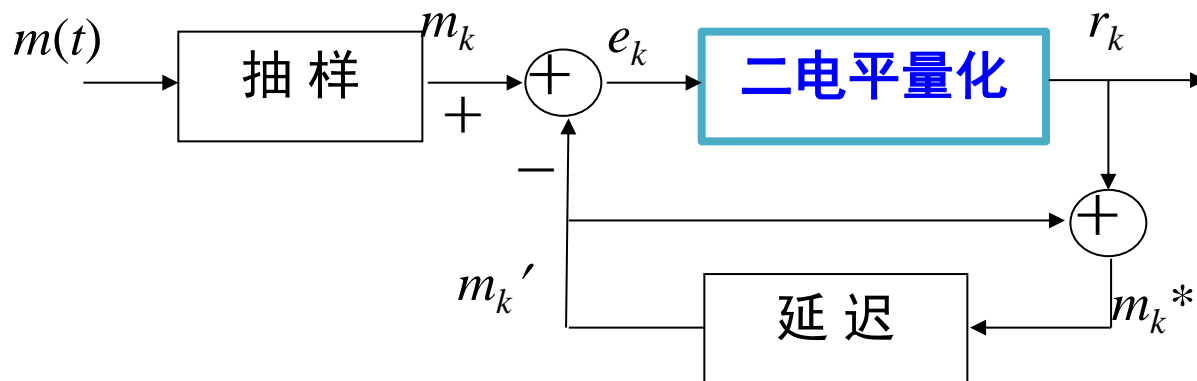 m(t)
抽 样
m_k
+
+
e_k
二电平量化
r_k
−
+
m_k′
延 迟
m_k*